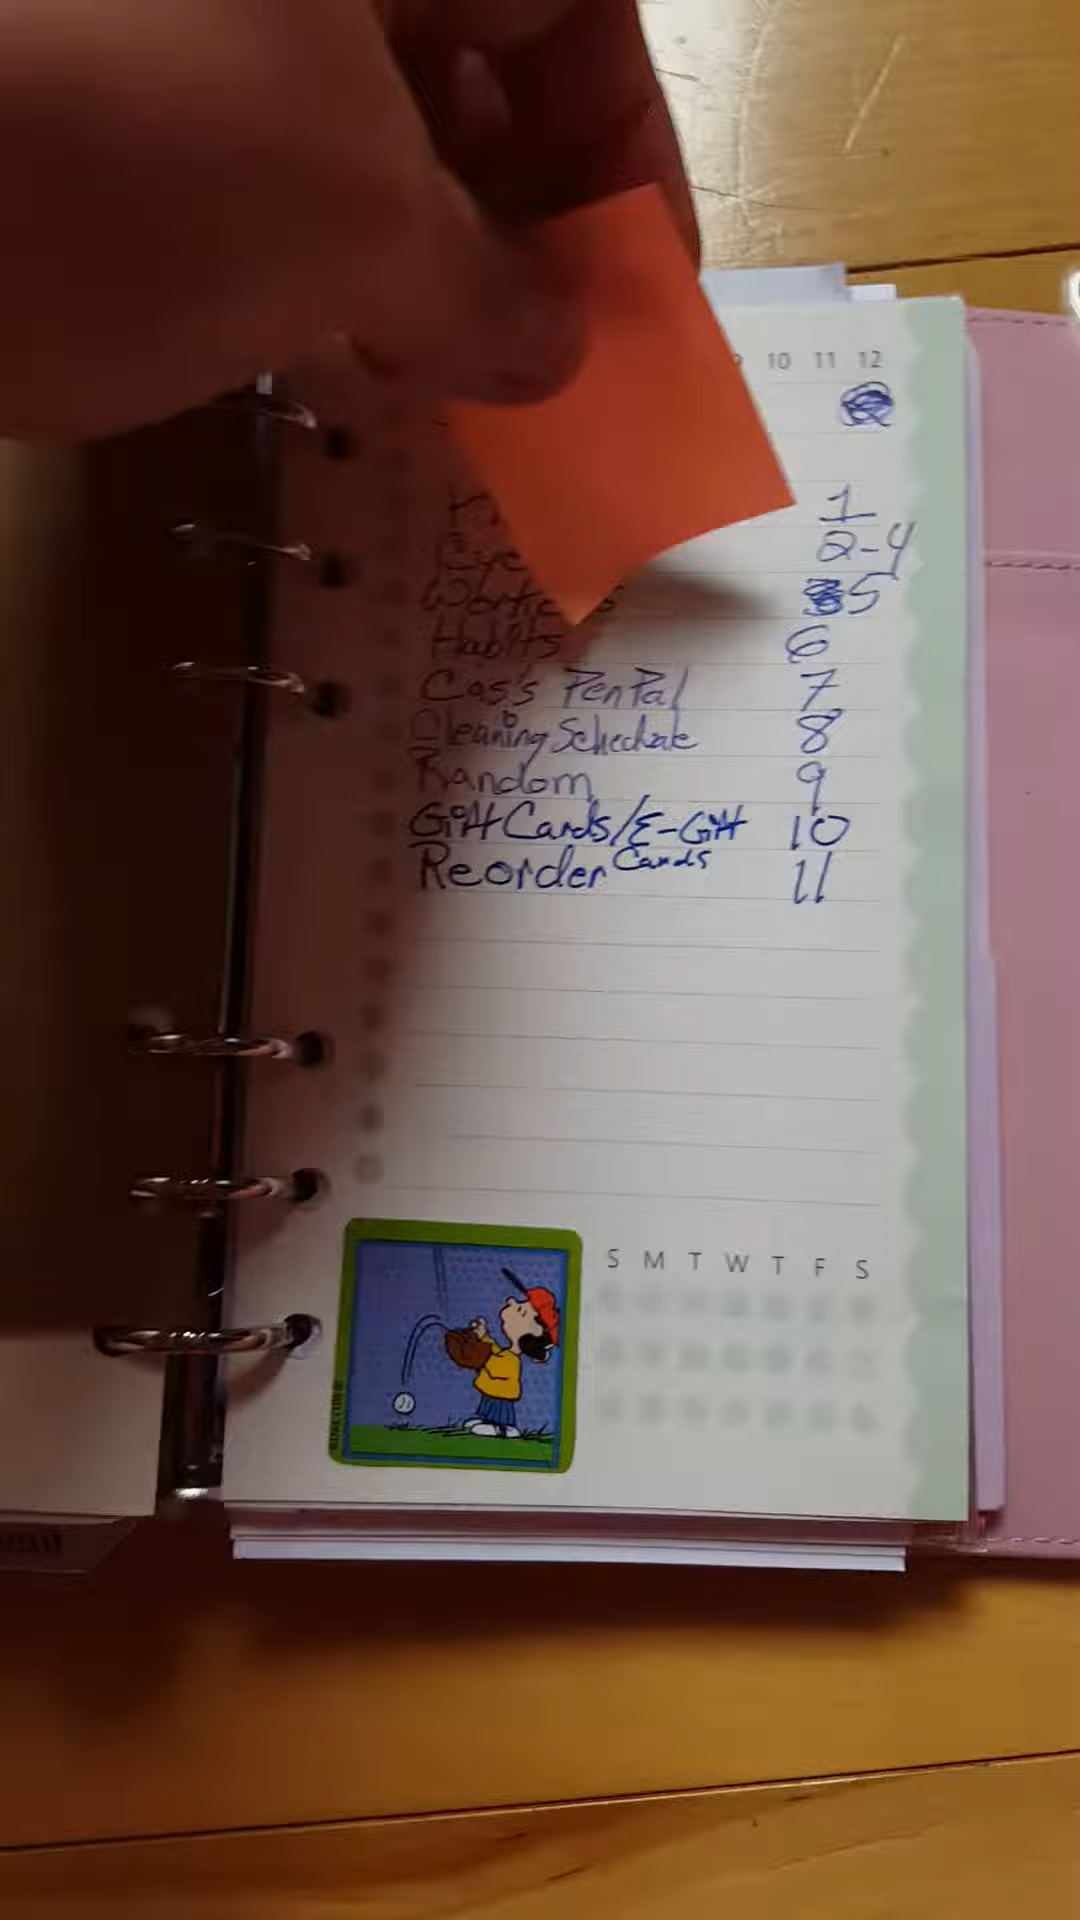 10 11 12
1
2-4
5
Habits 6
Cas's PenPal 7
Cleaning Schedule 8
Random 9
Gift Cards/E-Gift 10
Cards
Reorder 11
S M T W T F S